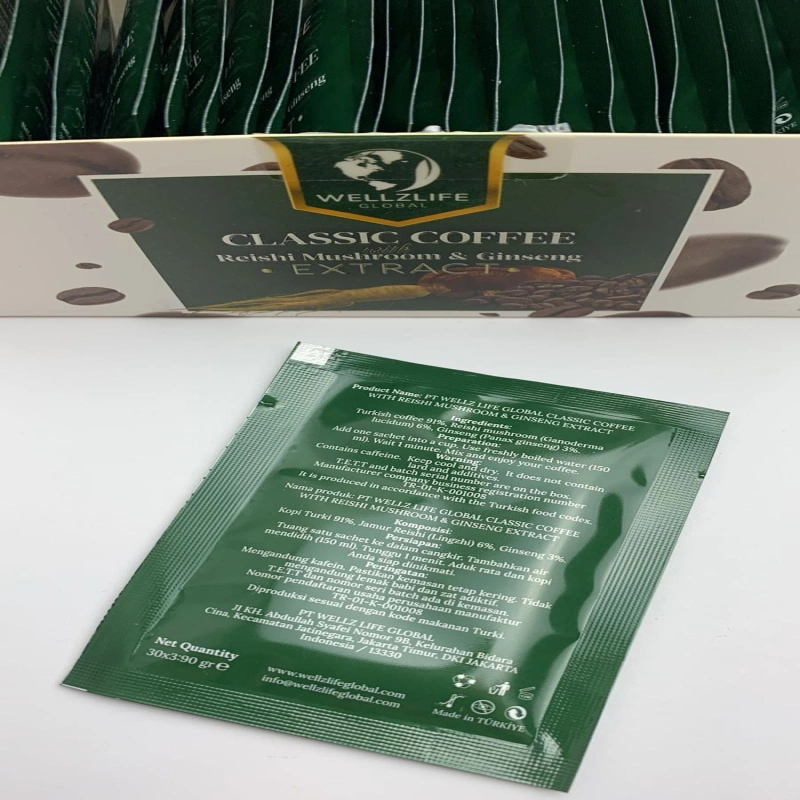 WELLZLIFE
GLOBAL
CLASSIC COFFEE
with
Reishi Mushroom & Ginseng
• EXTRACT •
Product Name: PT WELLZ LIFE GLOBAL CLASSIC COFFEE
WITH REISHI MUSHROOM & GINSENG EXTRACT
Ingredients:
Turkish coffee 91%, Reishi mushroom (Ganoderma
lucidum) 6%, Ginseng (Panax ginseng) 3%.
Preparation:
Add one sachet into a cup. Use freshly boiled water (150
ml). Wait 1 minute. Mix and enjoy your coffee.
Warning:
Contains caffeine. Keep cool and dry. It does not contain
lard and additives.
T.E.T.T and batch serial number are on the box.
Manufacturer company business registration number
TR-01-K-001008
It is produced in accordance with the Turkish food codex.
Nama produk: PT WELLZ LIFE GLOBAL CLASSIC COFFEE
WITH REISHI MUSHROOM & GINSENG EXTRACT
Komposisi:
Kopi Turki 91%, Jamur Reishi (Lingzhi) 6%, Ginseng 3%.
Persiapan:
Tuang satu sachet ke dalam cangkir. Tambahkan air
mendidih (150 ml). Tunggu 1 menit. Aduk rata dan kopi
Anda siap dinikmati.
Peringatan:
Mengandung kafein. Pastikan kemasan tetap kering. Tidak
mengandung lemak babi dan zat adiktif.
T.E.T.T dan nomor seri batch ada di kemasan.
Nomor pendaftaran usaha perusahaan manufaktur
TR-01-K-001008
Diproduksi sesuai dengan kode makanan Turki.
PT WELLZ LIFE GLOBAL
Jl KH. Abdullah Syafei Nomor 9B, Kelurahan Bidara
Cina, Kecamatan Jatinegara, Jakarta Timur, DKI JAKARTA
Indonesia / 13330
Net Quantity
30x3:90 gr e
www.wellzlifeglobal.com
info@wellzlifeglobal.com
Made in TÜRKİYE